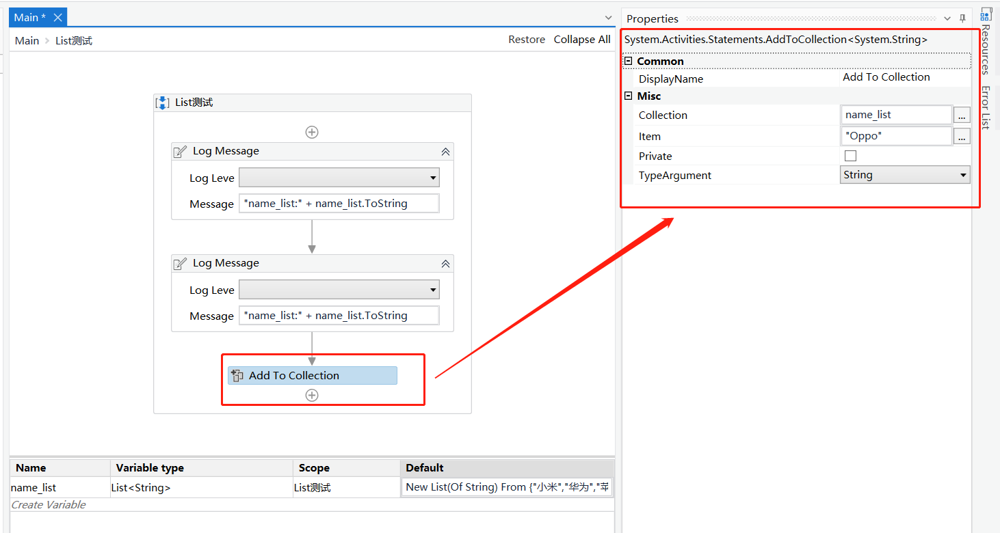 Main *
Main
List测试
Restore
Collapse All
List测试
Log Message
Log Leve
Message
"name_list:" + name_list.ToString
Log Message
Log Leve
Message
"name_list:" + name_list.ToString
Add To Collection
Name
Variable type
Scope
Default
name_list
List<String>
List测试
New List(Of String) From {"小米","华为","苹
Create Variable
Properties
System.Activities.Statements.AddToCollection<System.String>
Common
DisplayName
Add To Collection
Misc
Collection
name_list
...
Item
"Oppo"
...
Private
TypeArgument
String
Resources
Error List